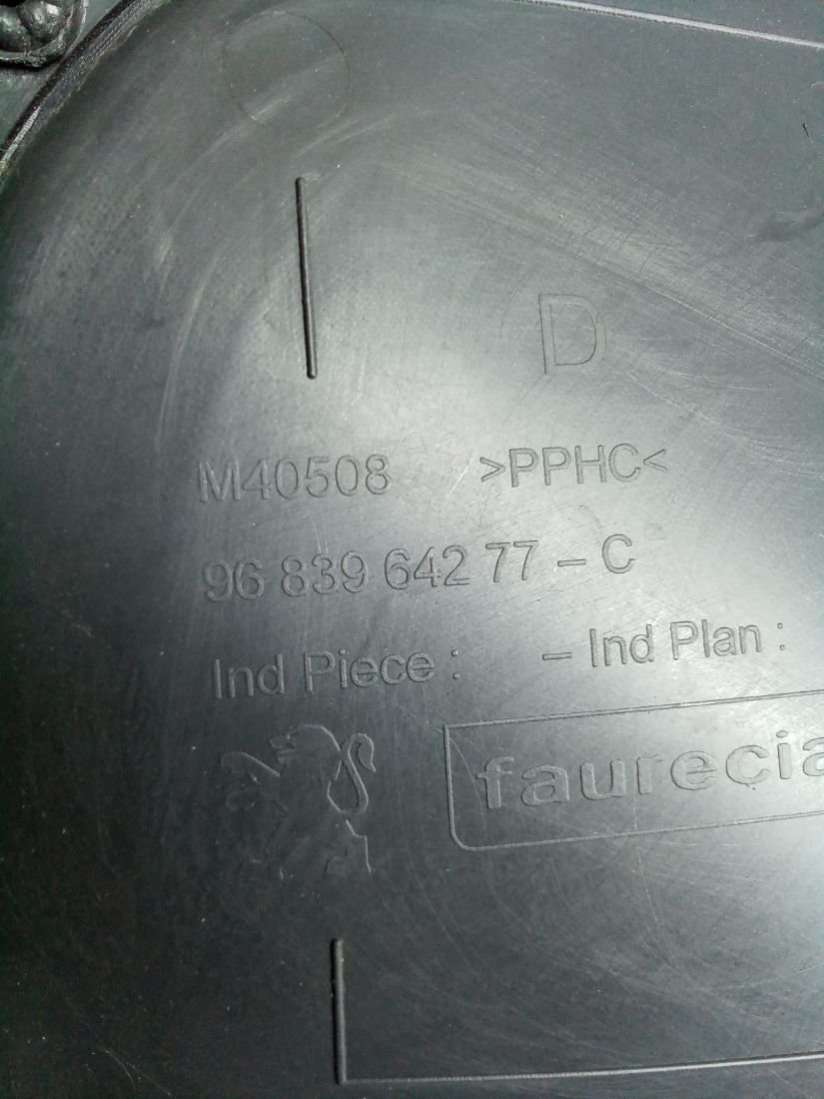 D
M40508 >PPHC<
96 839 642 77 - C
Ind Piece : - Ind Plan :
faurecia